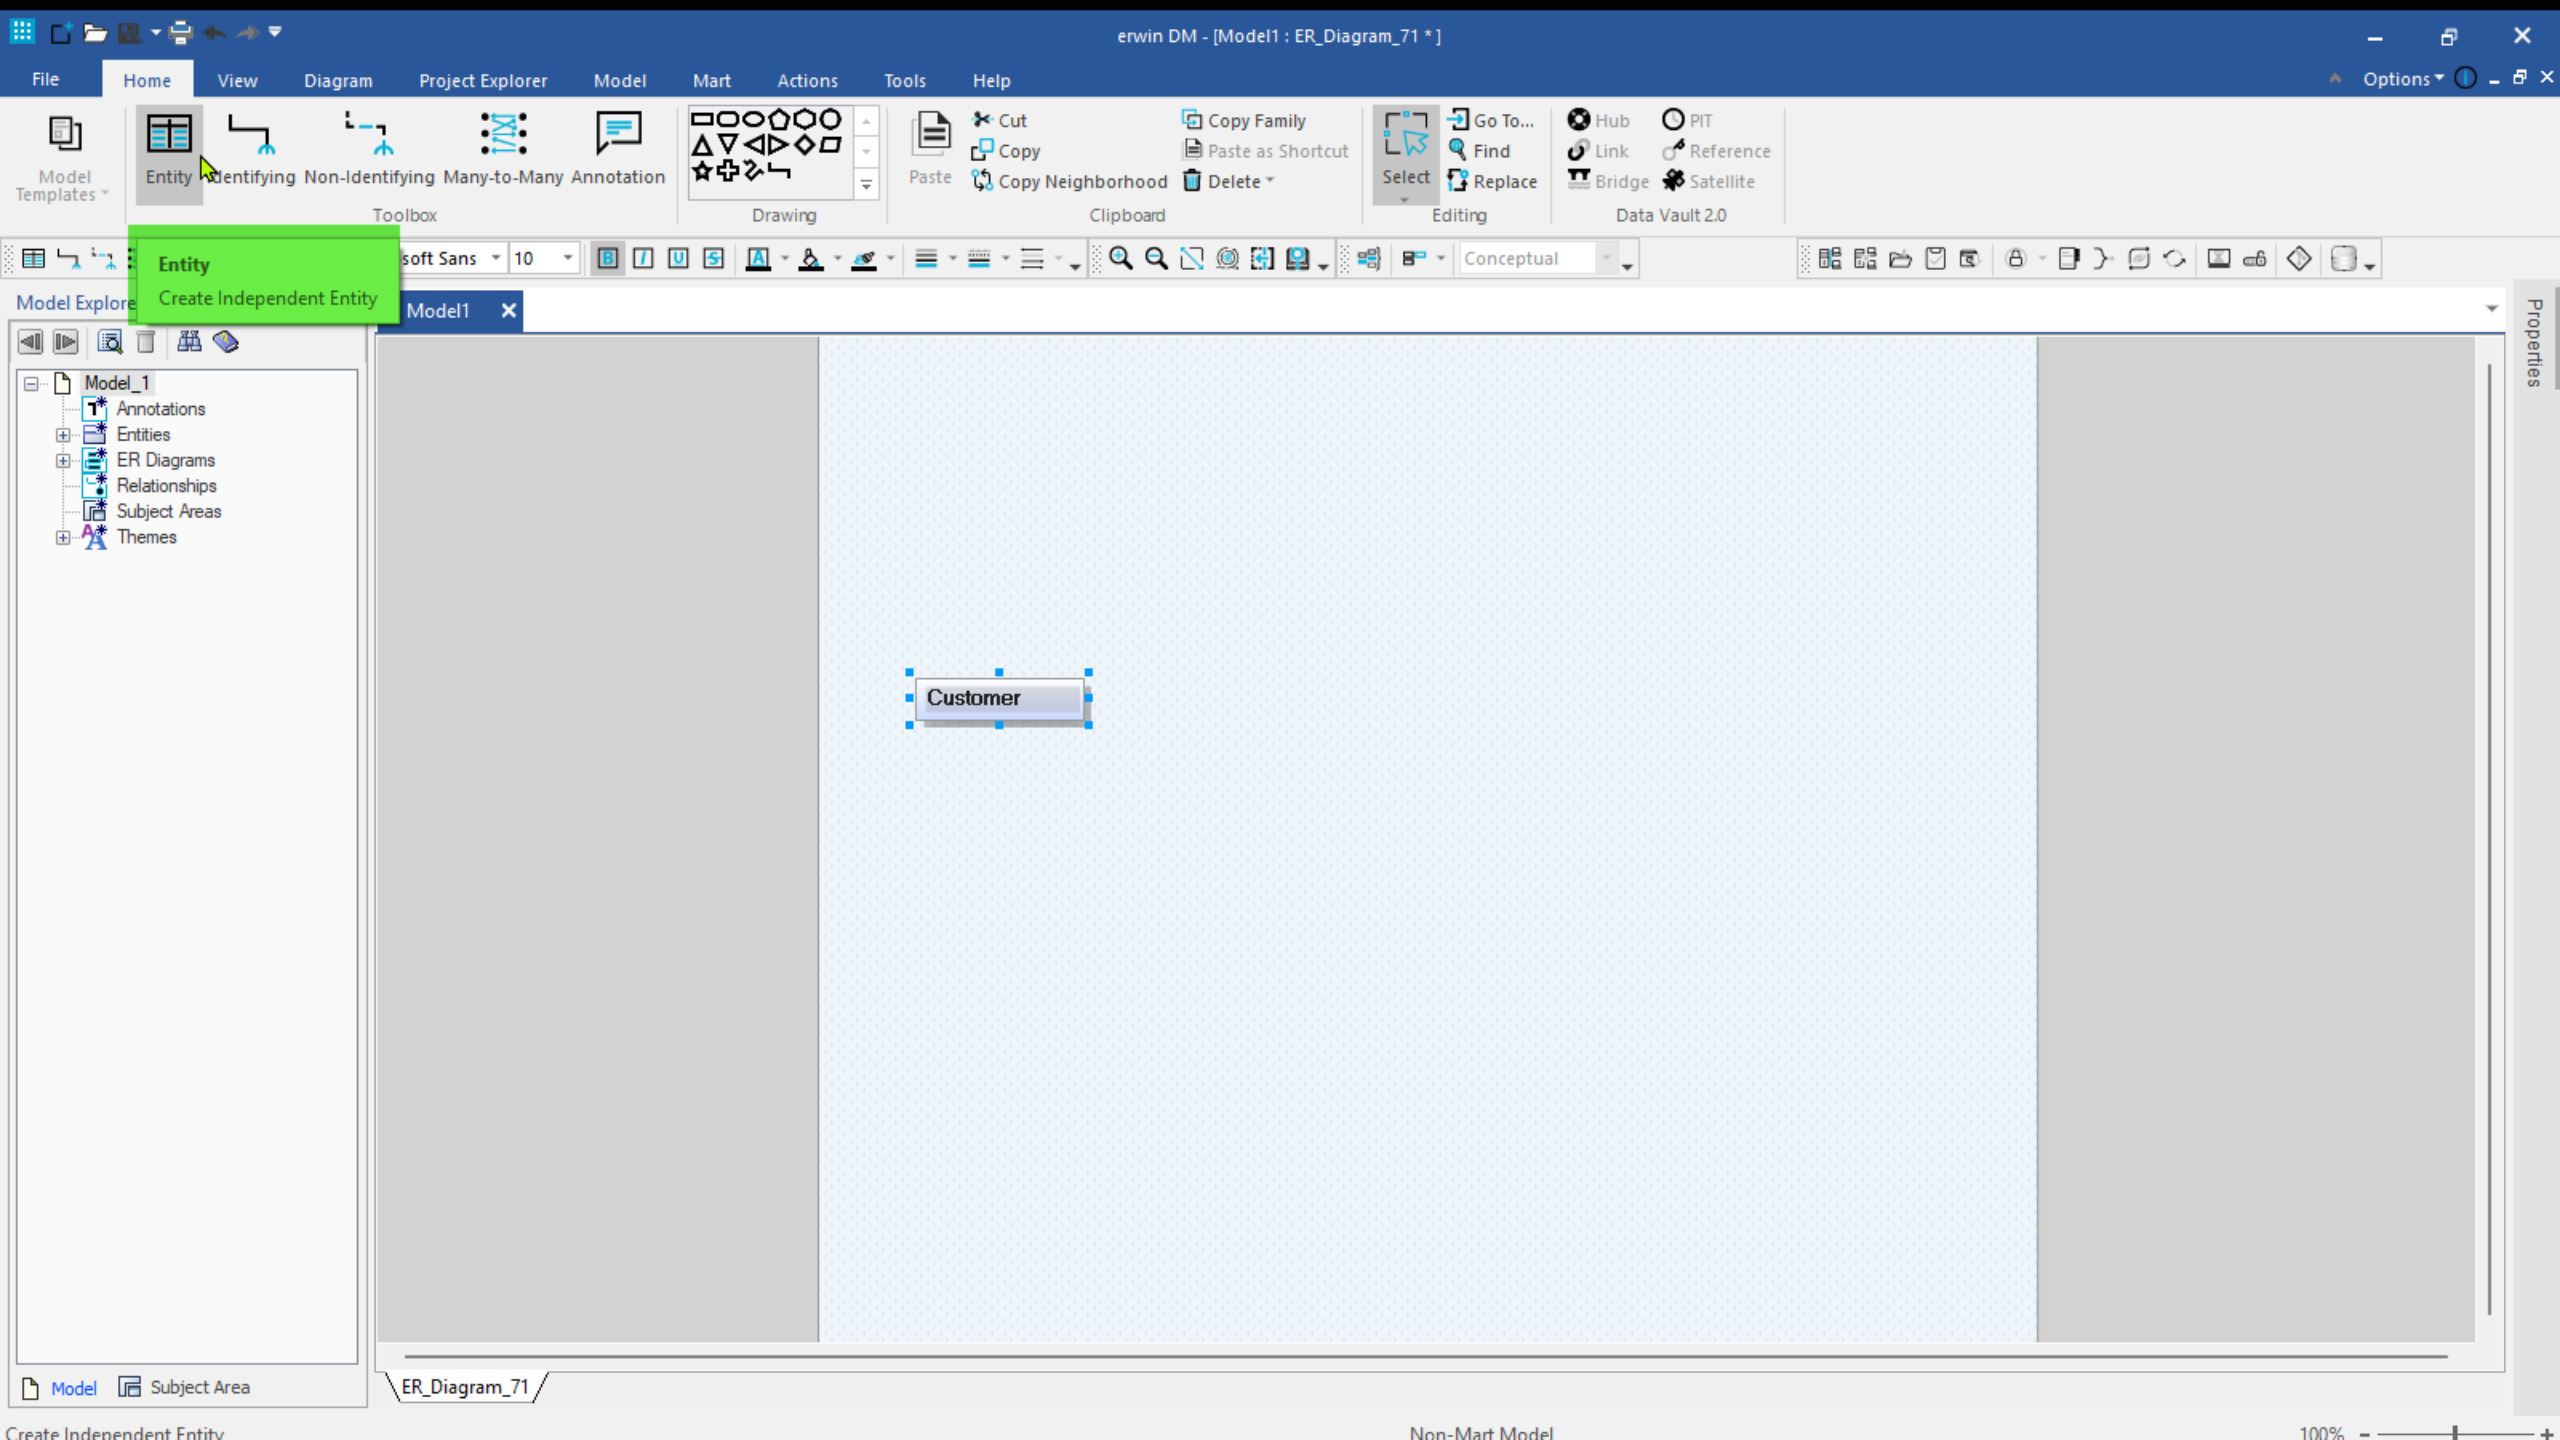 erwin DM - [Model1 : ER_Diagram_71 * ]
File Home View Diagram Project Explorer Model Mart Actions Tools Help Options
Model Templates
Entity
Identifying
Non-Identifying
Many-to-Many
Annotation
Toolbox
Drawing
Paste
Cut
Copy
Copy Neighborhood
Copy Family
Paste as Shortcut
Delete
Clipboard
Select
Go To...
Find
Replace
Editing
Hub
Link
Bridge
PIT
Reference
Satellite
Data Vault 2.0
Entity
Create Independent Entity
soft Sans 10 B I U S A Conceptual
Model Explore
Model1
Properties
Model_1
Annotations
Entities
ER Diagrams
Relationships
Subject Areas
Themes
Customer
Model Subject Area
ER_Diagram_71
Create Independent Entity Non-Mart Model 100%